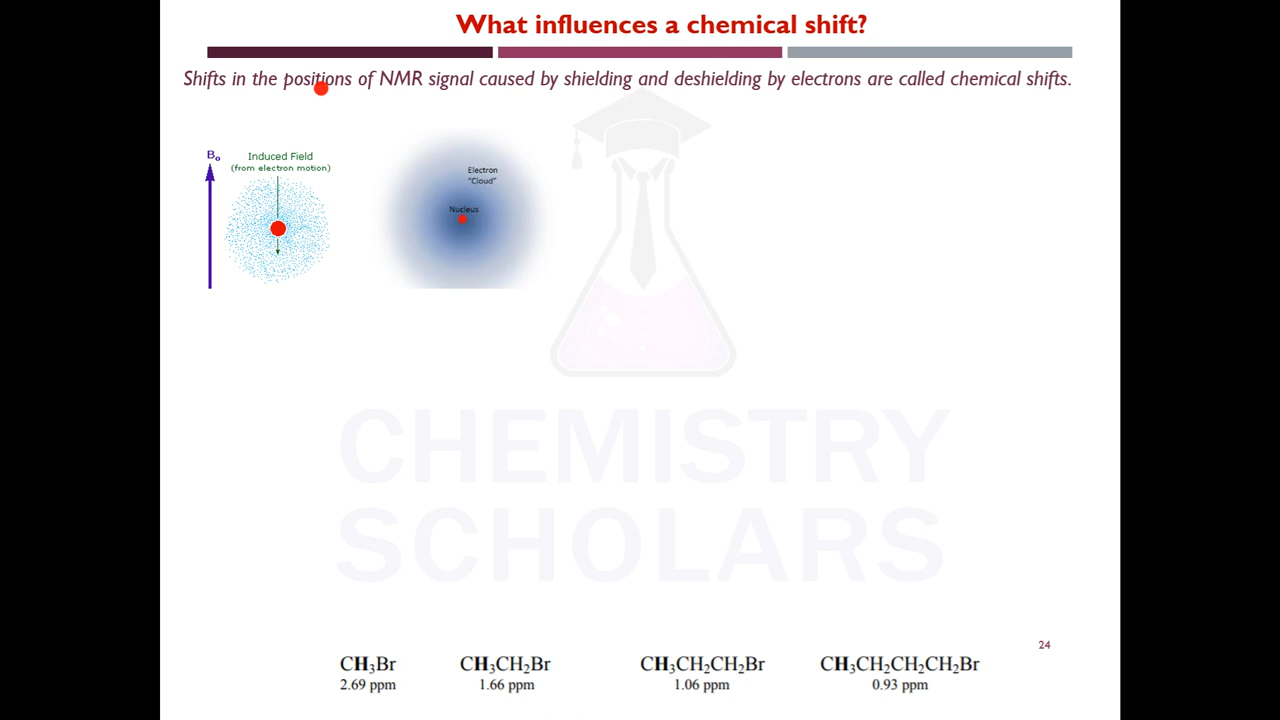 What influences a chemical shift?
Shifts in the positions of NMR signal caused by shielding and deshielding by electrons are called chemical shifts.
Bₒ
Induced Field
(from electron motion)
Electron
"Cloud"
Nucleus
CHEMISTRY
SCHOLARS
24
CH₃Br CH₃CH₂Br CH₃CH₂CH₂Br CH₃CH₂CH₂CH₂Br
2.69 ppm 1.66 ppm 1.06 ppm 0.93 ppm